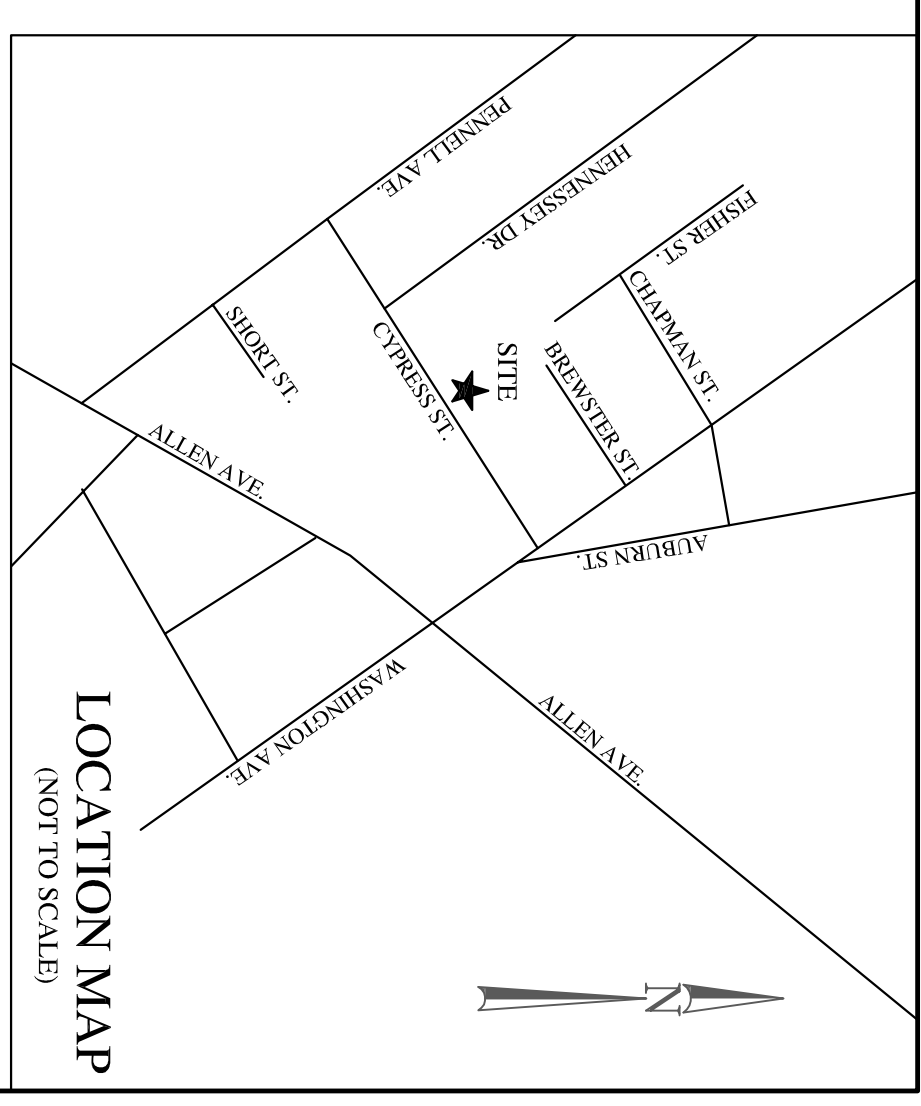 PENNELL AVE.
HENNESSEY DR.
FISHER ST.
CHAPMAN ST.
BREWSTER ST.
SITE
CYPRESS ST.
SHORT ST.
ALLEN AVE.
AUBURN ST.
WASHINGTON AVE.
ALLEN AVE.
N
LOCATION MAP
(NOT TO SCALE)